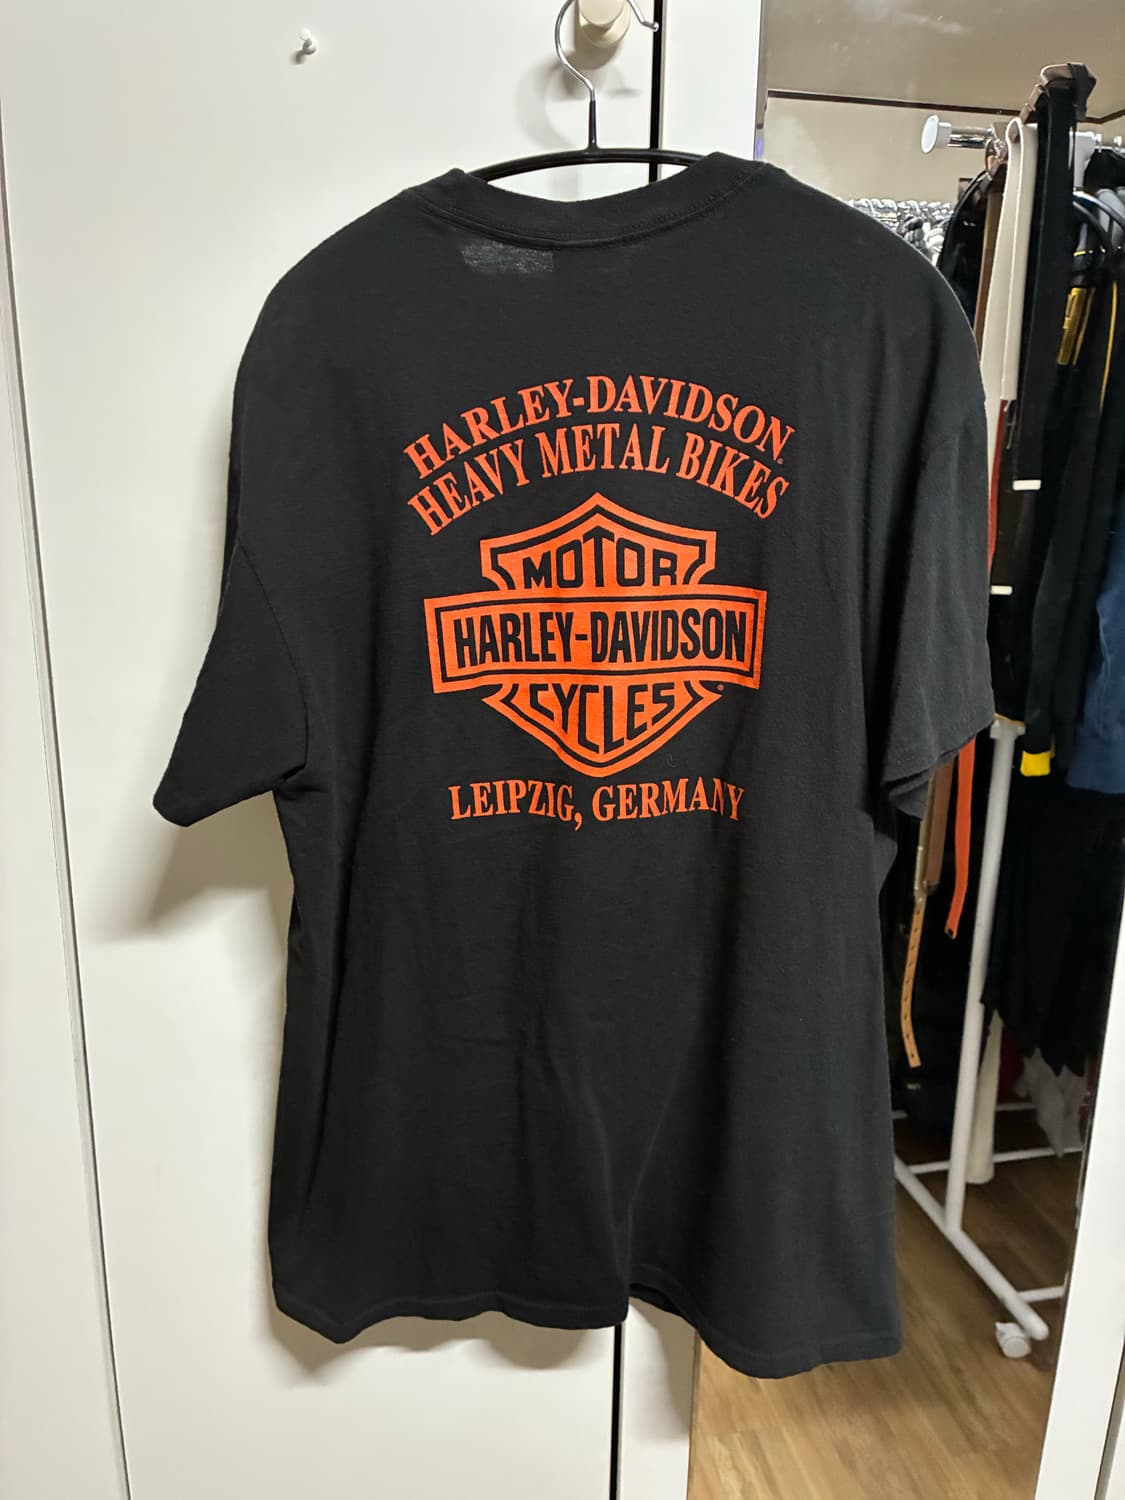 HARLEY-DAVIDSON
HEAVY METAL BIKES
MOTOR
HARLEY-DAVIDSON
CYCLES ®
LEIPZIG, GERMANY